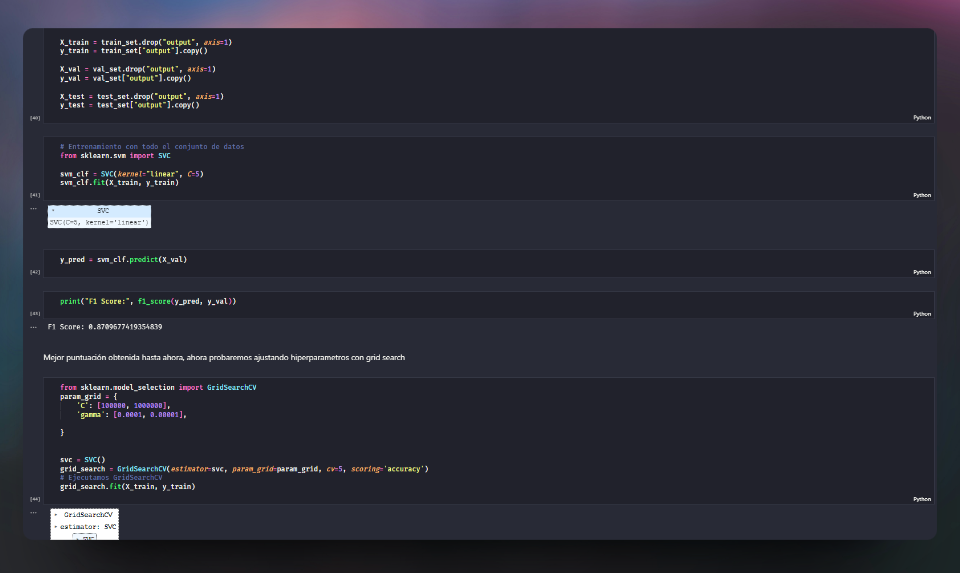 X_train = train_set.drop("output", axis=1)
y_train = train_set["output"].copy()
X_val = val_set.drop("output", axis=1)
y_val = val_set["output"].copy()
X_test = test_set.drop("output", axis=1)
y_test = test_set["output"].copy()
[40]
Python
# Entrenamiento con todo el conjunto de datos
from sklearn.svm import SVC
svm_clf = SVC(kernel="linear", C=5)
svm_clf.fit(X_train, y_train)
[41]
Python
SVC
SVC(C=5, kernel='linear')
y_pred = svm_clf.predict(X_val)
[42]
Python
print("F1 Score:", f1_score(y_pred, y_val))
[43]
Python
F1 Score: 0.8709677419354839
Mejor puntuación obtenida hasta ahora, ahora probaremos ajustando hiperparametros con grid search
from sklearn.model_selection import GridSearchCV
param_grid = {
'C': [100000, 1000000],
'gamma': [0.0001, 0.00001],
}
svc = SVC()
grid_search = GridSearchCV(estimator=svc, param_grid=param_grid, cv=5, scoring='accuracy')
# Ejecutamos GridSearchCV
grid_search.fit(X_train, y_train)
[44]
Python
GridSearchCV
estimator: SVC
SVC